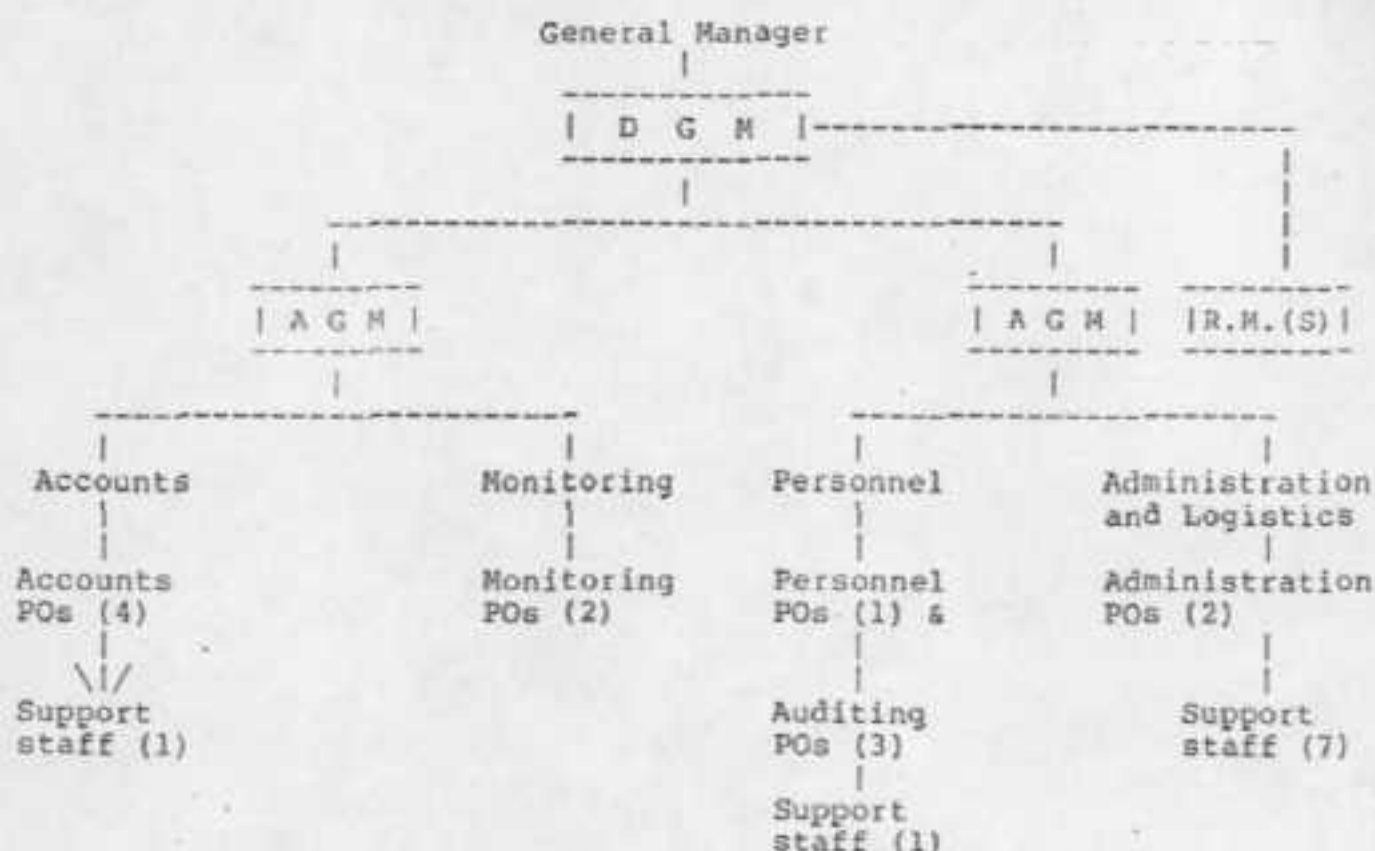 General Manager
D G M
A G M
A G M
R.M.(S)
Accounts
Monitoring
Personnel
Administration
and Logistics
Accounts
POs (4)
Monitoring
POs (2)
Personnel
POs (1) &
Administration
POs (2)
Support
staff (1)
Auditing
POs (3)
Support
staff (7)
Support
staff (1)